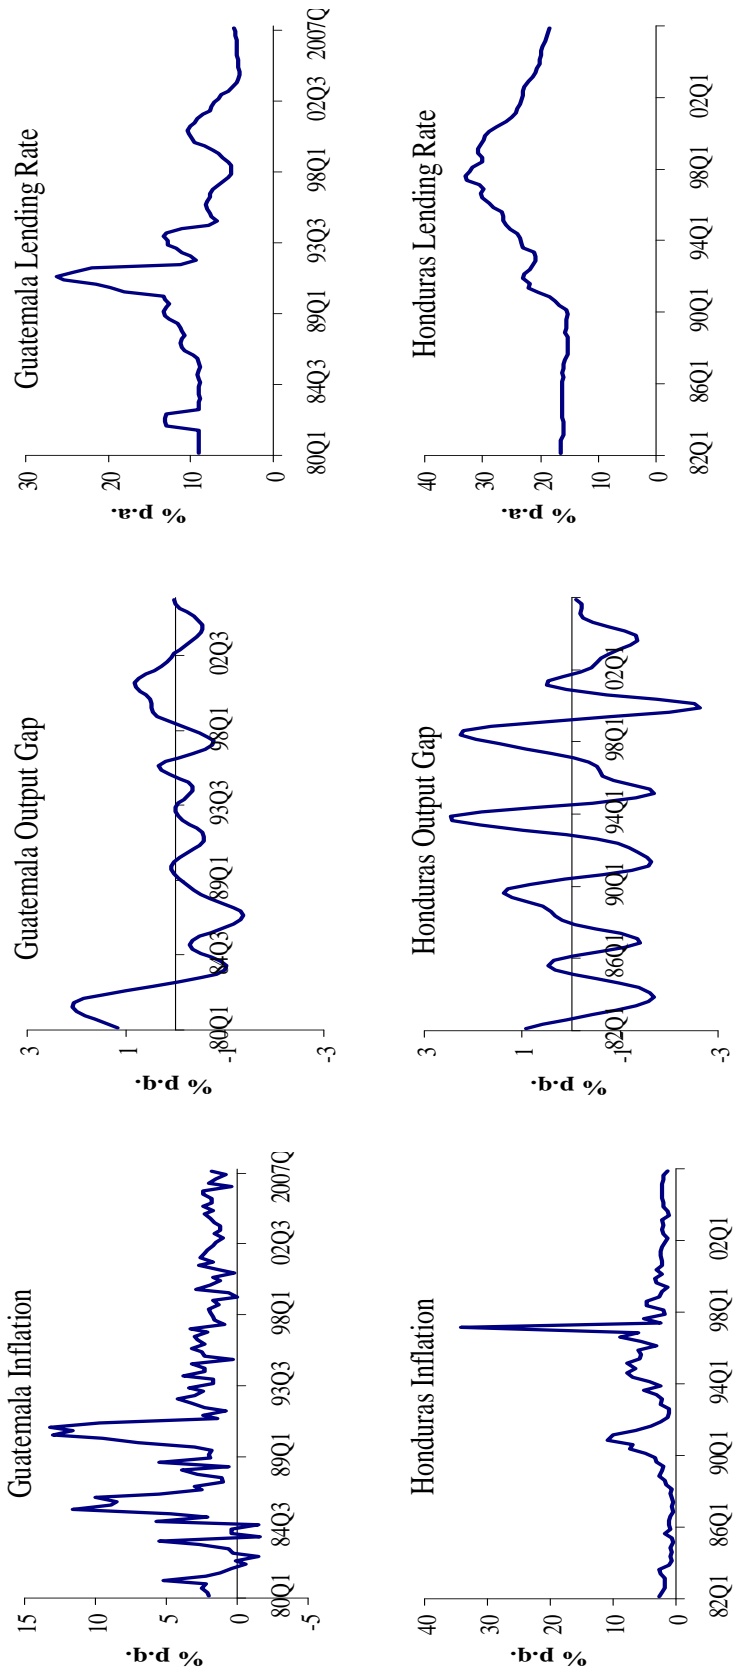 Guatemala Inflation
% p.q.
15
10
5
0
-5
80Q1 84Q3 89Q1 93Q3 98Q1 02Q3 2007Q
Guatemala Output Gap
% p.q.
3
1
-1
-3
80Q1 84Q3 89Q1 93Q3 98Q1 02Q3
Guatemala Lending Rate
% p.a.
30
20
10
0
80Q1 84Q3 89Q1 93Q3 98Q1 02Q3 2007Q
Honduras Inflation
% p.q.
40
30
20
10
0
82Q1 86Q1 90Q1 94Q1 98Q1 02Q1
Honduras Output Gap
% p.q.
3
1
-1
-3
82Q1 86Q1 90Q1 94Q1 98Q1 02Q1
Honduras Lending Rate
% p.a.
40
30
20
10
0
82Q1 86Q1 90Q1 94Q1 98Q1 02Q1